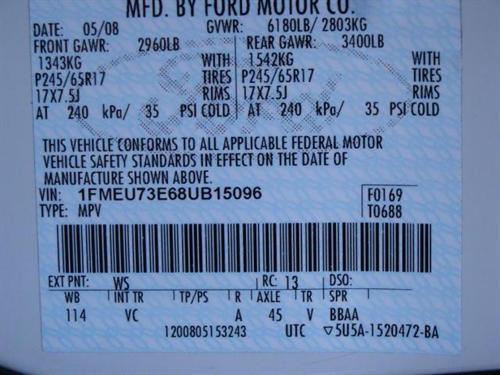 MFD. BY FORD MOTOR CO.
DATE: 05/08 GVWR: 6180LB/ 2803KG
FRONT GAWR: 2960LB REAR GAWR: 3400LB
1343KG WITH 1542KG WITH
P245/65R17 TIRES P245/65R17 TIRES
17X7.5J RIMS 17X7.5J RIMS
AT 240 kPa/ 35 PSI COLD AT 240 kPa/ 35 PSI COLD
THIS VEHICLE CONFORMS TO ALL APPLICABLE FEDERAL MOTOR
VEHICLE SAFETY STANDARDS IN EFFECT ON THE DATE OF
MANUFACTURE SHOWN ABOVE.
VIN: 1FMEU73E68UB15096 F0169
TYPE: MPV T0688
EXT PNT: WS RC: 13 DSO:
WB INT TR TP/PS R AXLE TR SPR
114 VC A 45 V BBAA
1200805153243 UTC ▽5U5A-1520472-BA